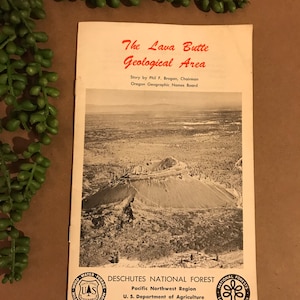 The Lava Butte
Geological Area
Story by Phil F. Brogan, Chairman
Oregon Geographic Names Board
DESCHUTES NATIONAL FOREST
Pacific Northwest Region
U. S. Department of Agriculture